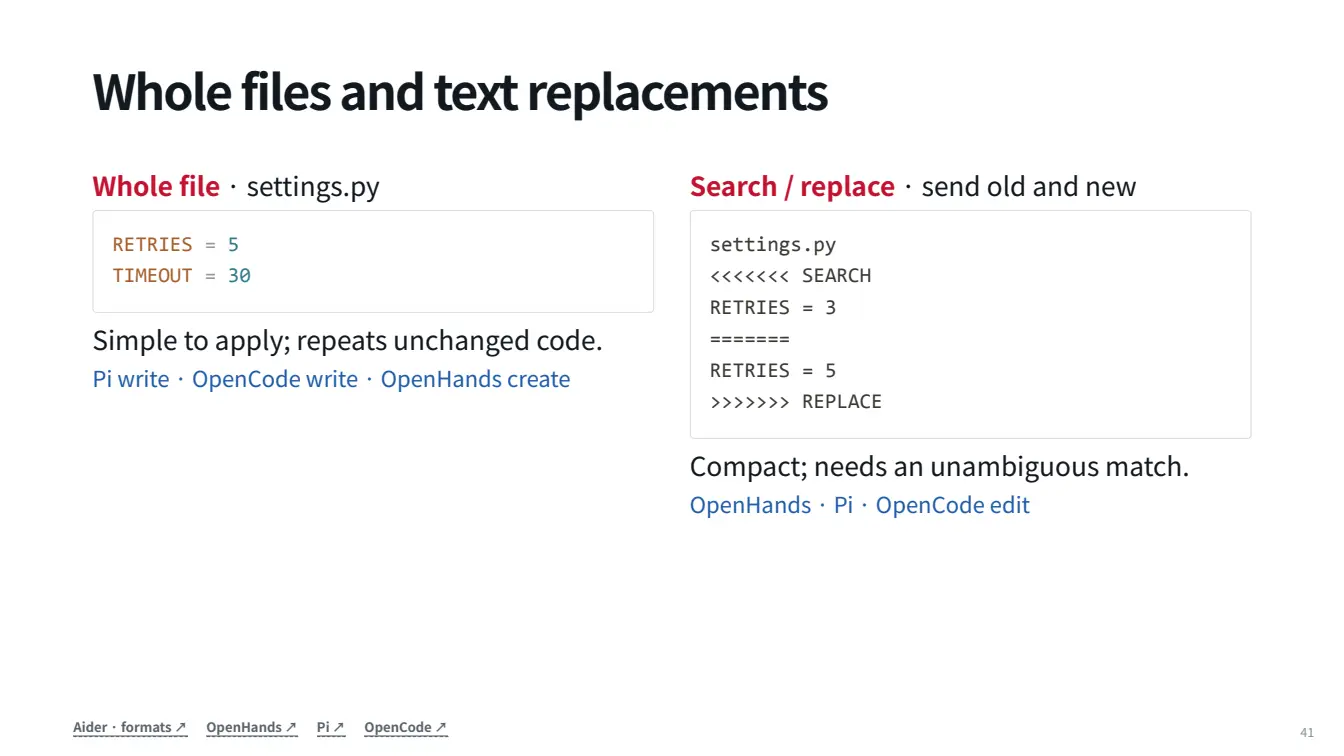 Whole files and text replacements
Whole file · settings.py
RETRIES = 5
TIMEOUT = 30
Simple to apply; repeats unchanged code.
Pi write · OpenCode write · OpenHands create
Search / replace · send old and new
settings.py
<<<<<<< SEARCH
RETRIES = 3
=======
RETRIES = 5
>>>>>>> REPLACE
Compact; needs an unambiguous match.
OpenHands · Pi · OpenCode edit
Aider · formats ↗ OpenHands ↗ Pi ↗ OpenCode ↗
41